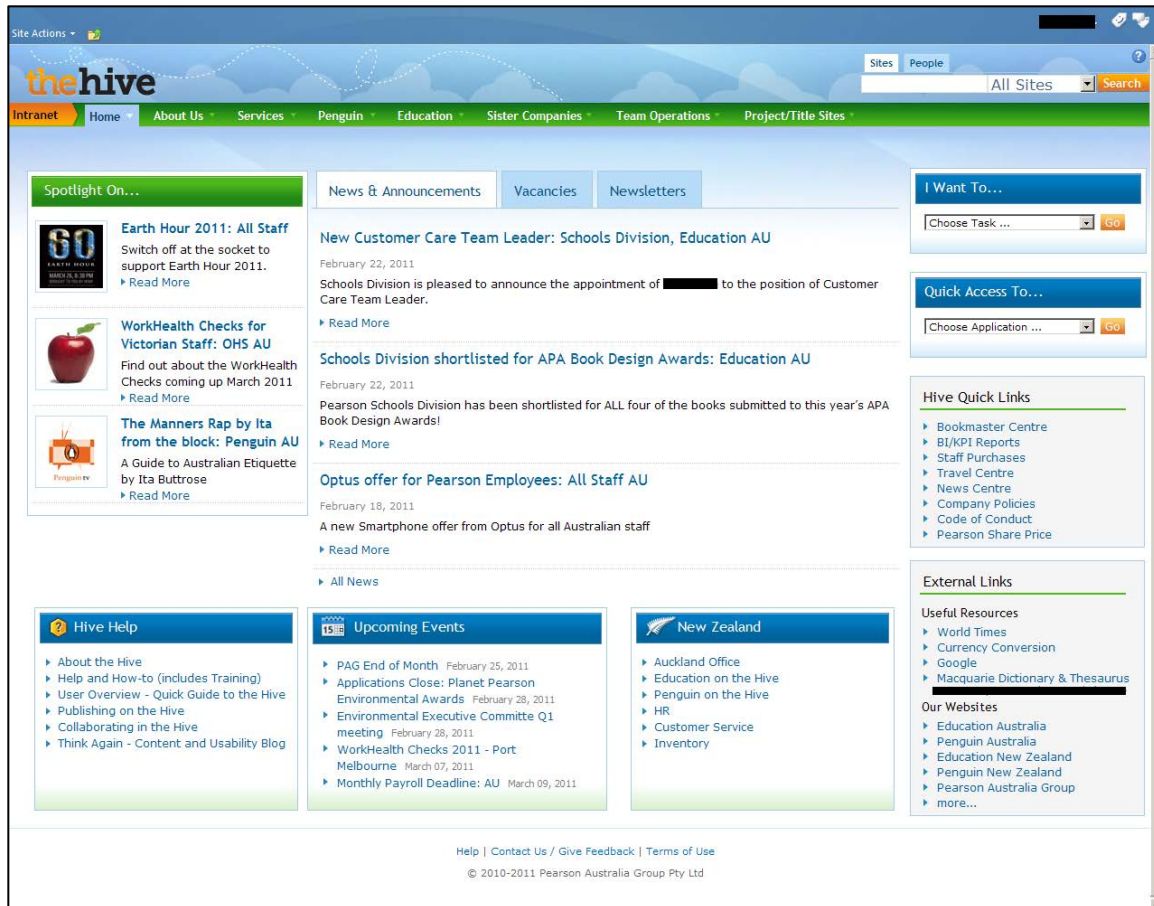 Site Actions
thehive
Sites People
All Sites Search
Intranet Home About Us Services Penguin Education Sister Companies Team Operations Project/Title Sites
Spotlight On...
Earth Hour 2011: All Staff
Switch off at the socket to
support Earth Hour 2011.
Read More
60
EARTH HOUR
WorkHealth Checks for
Victorian Staff: OHS AU
Find out about the WorkHealth
Checks coming up March 2011
Read More
The Manners Rap by Ita
from the block: Penguin AU
A Guide to Australian Etiquette
by Ita Buttrose
Read More
Penguin tv
News & Announcements Vacancies Newsletters
New Customer Care Team Leader: Schools Division, Education AU
February 22, 2011
Schools Division is pleased to announce the appointment of to the position of Customer
Care Team Leader.
Read More
Schools Division shortlisted for APA Book Design Awards: Education AU
February 22, 2011
Pearson Schools Division has been shortlisted for ALL four of the books submitted to this year's APA
Book Design Awards!
Read More
Optus offer for Pearson Employees: All Staff AU
February 18, 2011
A new Smartphone offer from Optus for all Australian staff
Read More
All News
I Want To...
Choose Task ... Go
Quick Access To...
Choose Application ... Go
Hive Quick Links
Bookmaster Centre
BI/KPI Reports
Staff Purchases
Travel Centre
News Centre
Company Policies
Code of Conduct
Pearson Share Price
External Links
Useful Resources
World Times
Currency Conversion
Google
Macquarie Dictionary & Thesaurus
Our Websites
Education Australia
Penguin Australia
Education New Zealand
Penguin New Zealand
Pearson Australia Group
more...
Hive Help
About the Hive
Help and How-to (includes Training)
User Overview - Quick Guide to the Hive
Publishing on the Hive
Collaborating in the Hive
Think Again - Content and Usability Blog
15 Upcoming Events
PAG End of Month February 25, 2011
Applications Close: Planet Pearson
Environmental Awards February 28, 2011
Environmental Executive Committe Q1
meeting February 28, 2011
WorkHealth Checks 2011 - Port
Melbourne March 07, 2011
Monthly Payroll Deadline: AU March 09, 2011
New Zealand
Auckland Office
Education on the Hive
Penguin on the Hive
HR
Customer Service
Inventory
Help | Contact Us / Give Feedback | Terms of Use
© 2010-2011 Pearson Australia Group Pty Ltd